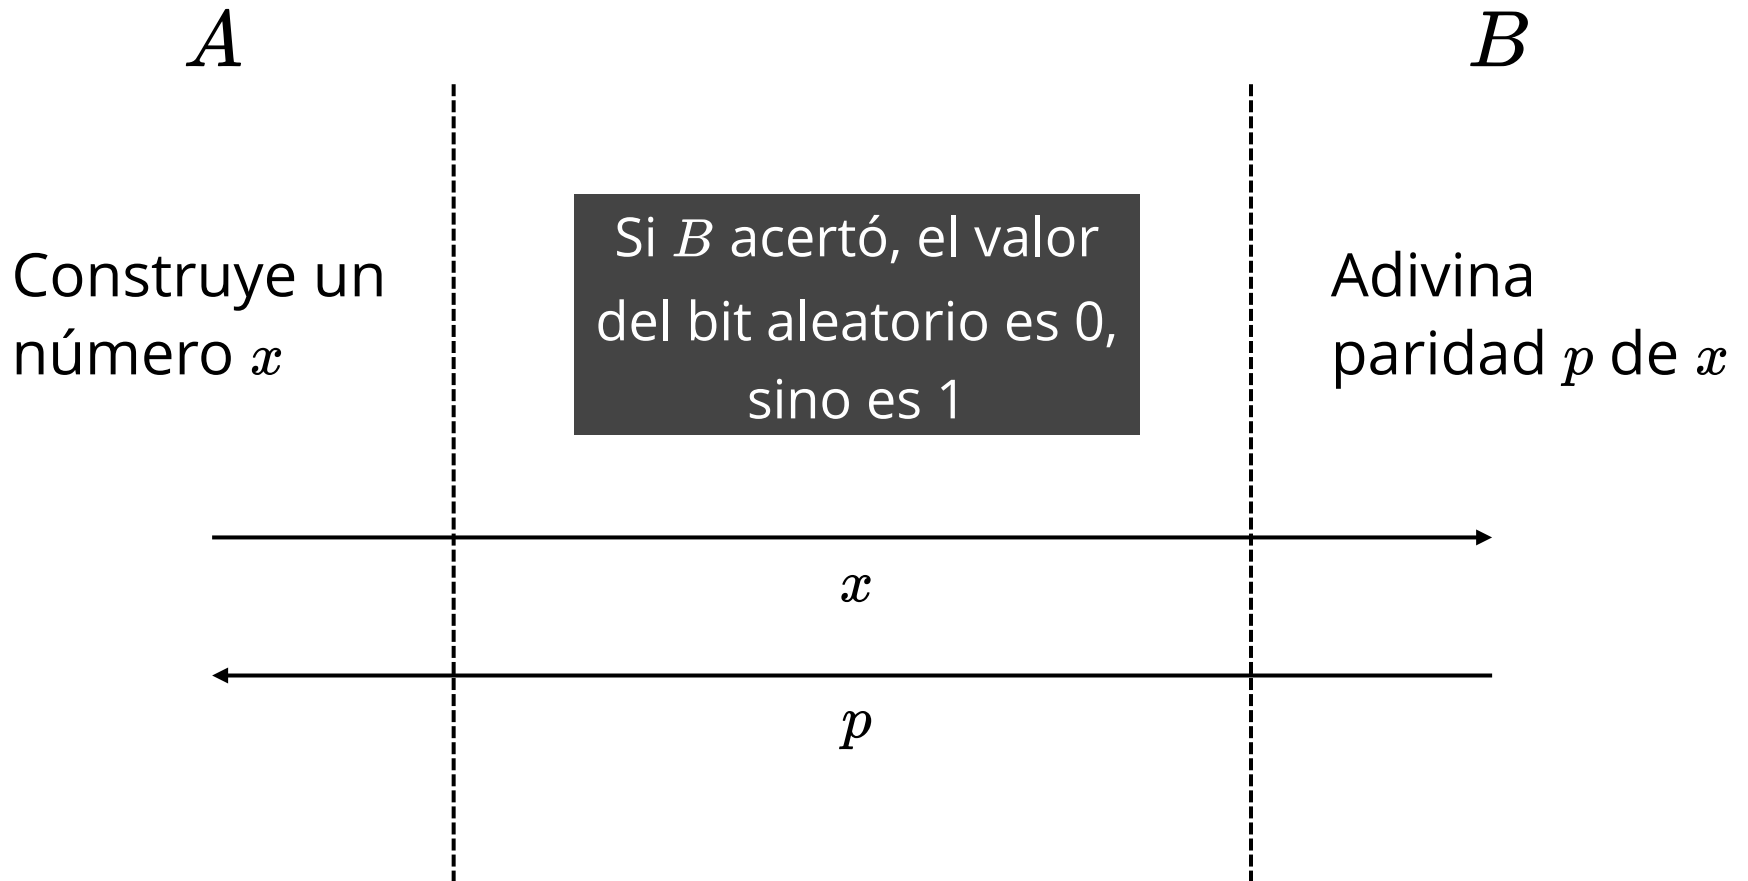 A
B
Construye un
número x
Si B acertó, el valor
del bit aleatorio es 0,
sino es 1
Adivina
paridad p de x
x
p